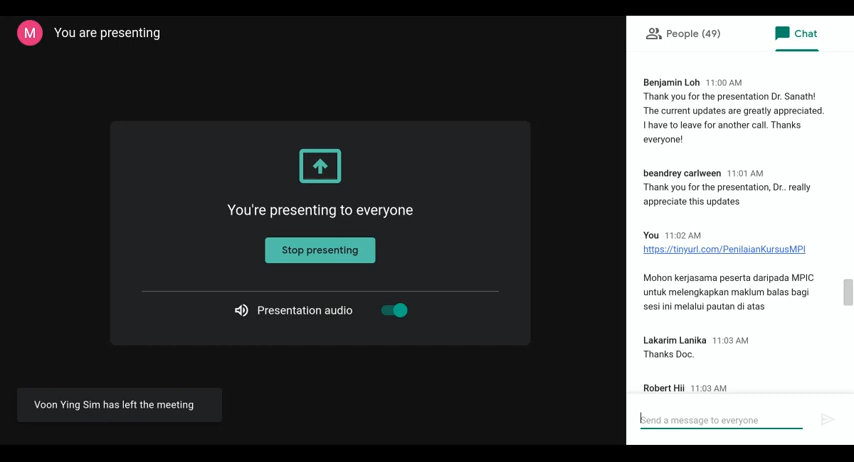 M
You are presenting
You're presenting to everyone
Stop presenting
Presentation audio
Voon Ying Sim has left the meeting
People (49)
Chat
Benjamin Loh 11:00 AM
Thank you for the presentation Dr. Sanath!
The current updates are greatly appreciated.
I have to leave for another call. Thanks
everyone!
beandrey carlween 11:01 AM
Thank you for the presentation, Dr.. really
appreciate this updates
You 11:02 AM
https://tinyurl.com/PenilaianKursusMPI
Mohon kerjasama peserta daripada MPIC
untuk melengkapkan maklum balas bagi
sesi ini melalui pautan di atas
Lakarim Lanika 11:03 AM
Thanks Doc.
Robert Hii 11:03 AM
Send a message to everyone